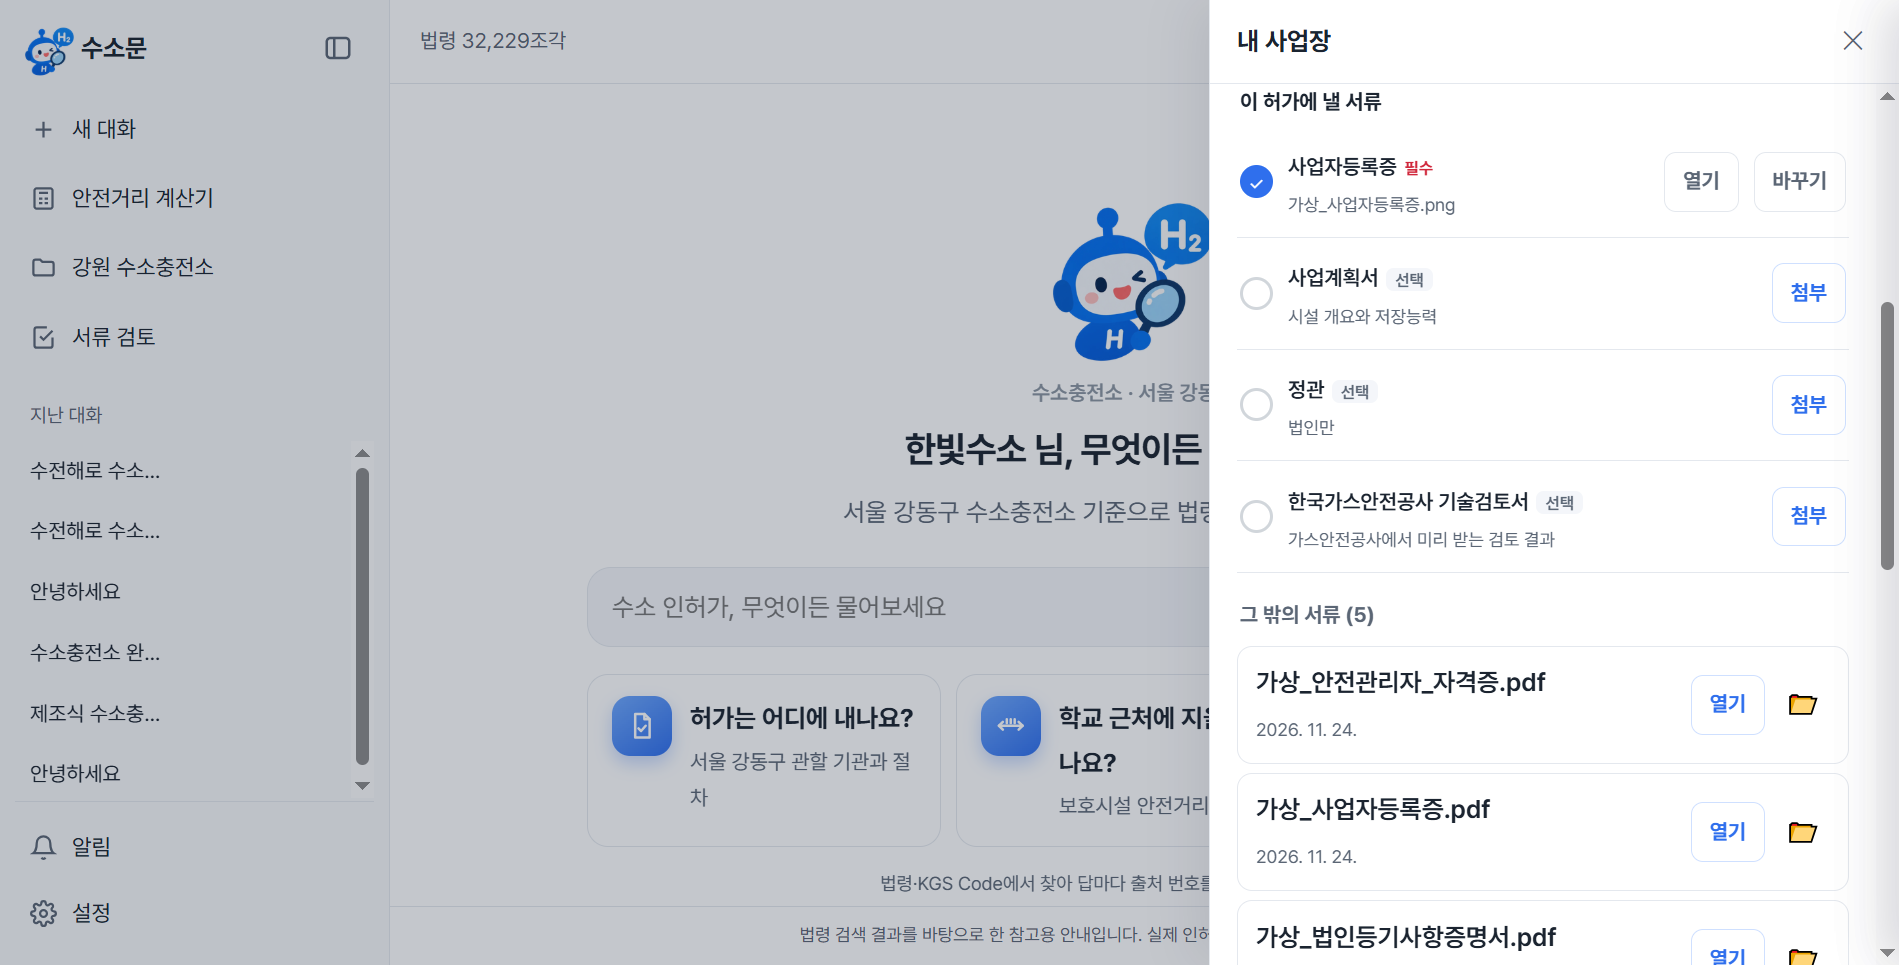 수소문
새 대화
안전거리 계산기
강원 수소충전소
서류 검토
지난 대화
수전해로 수소...
수전해로 수소...
안녕하세요
수소충전소 완...
제조식 수소충...
안녕하세요
알림
설정
법령 32,229조각
H2
H
수소충전소 · 서울 강동
한빛수소 님, 무엇이든
서울 강동구 수소충전소 기준으로 법령
수소 인허가, 무엇이든 물어보세요
허가는 어디에 내나요?
서울 강동구 관할 기관과 절
차
학교 근처에 지을
나요?
보호시설 안전거리
법령·KGS Code에서 찾아 답마다 출처 번호를
법령 검색 결과를 바탕으로 한 참고용 안내입니다. 실제 인허
내 사업장
이 허가에 낼 서류
사업자등록증 필수
가상_사업자등록증.png
열기
바꾸기
사업계획서 선택
시설 개요와 저장능력
첨부
정관 선택
법인만
첨부
한국가스안전공사 기술검토서 선택
가스안전공사에서 미리 받는 검토 결과
첨부
그 밖의 서류 (5)
가상_안전관리자_자격증.pdf
2026. 11. 24.
열기
가상_사업자등록증.pdf
2026. 11. 24.
열기
가상_법인등기사항증명서.pdf
열기